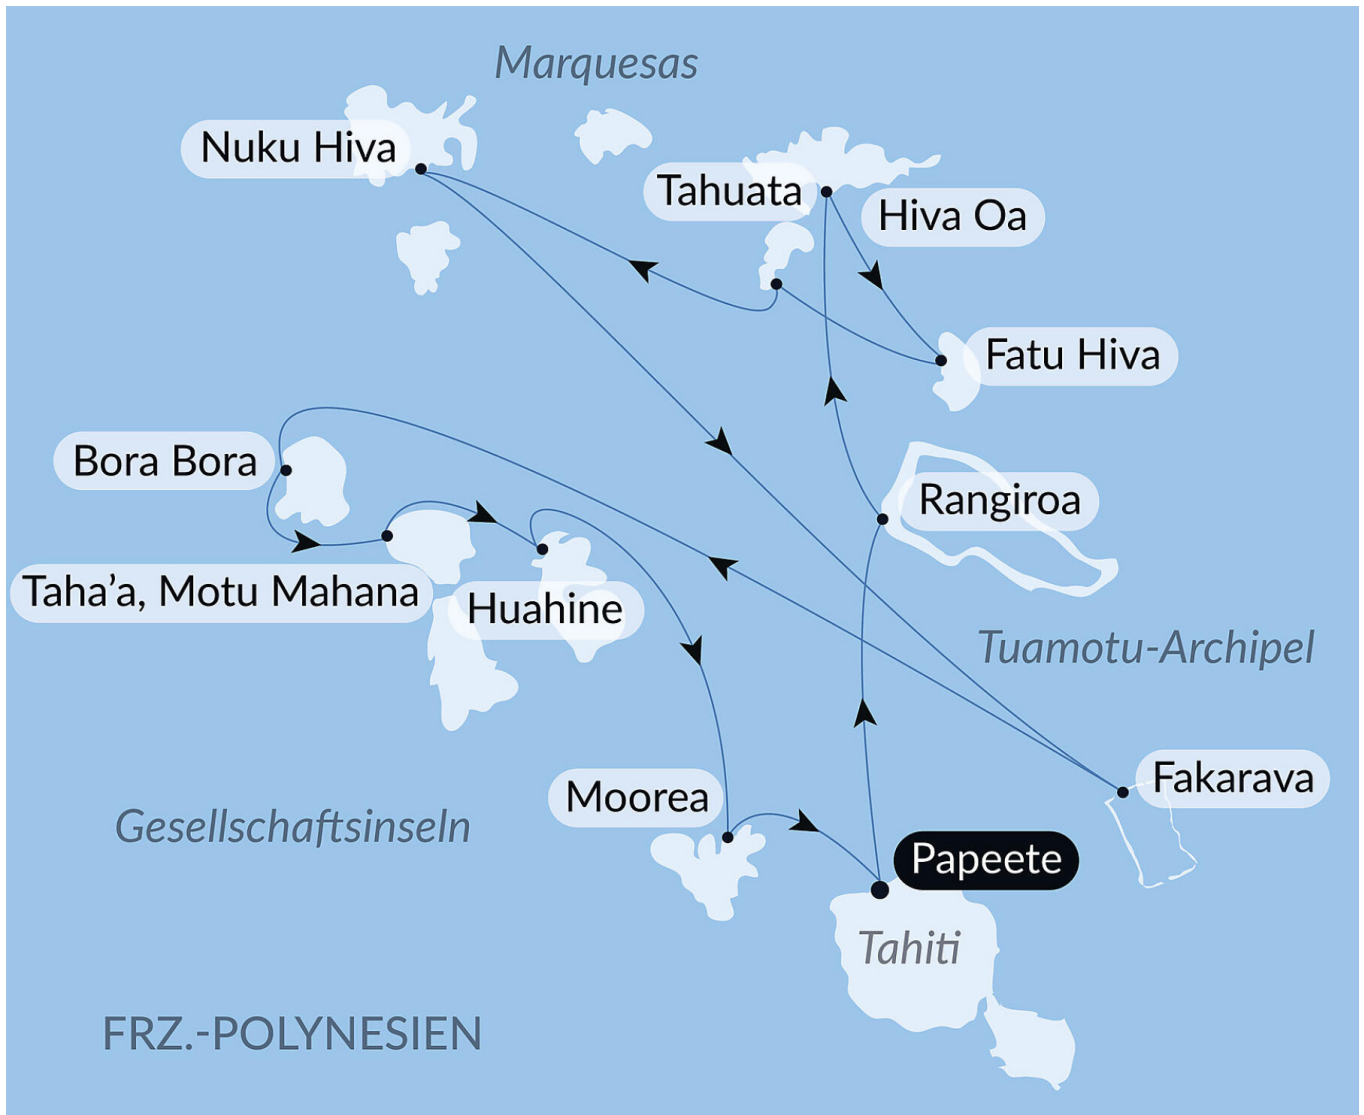 Marquesas
Nuku Hiva
Tahuata
Hiva Oa
Fatu Hiva
Bora Bora
Rangiroa
Taha’a, Motu Mahana
Huahine
Tuamotu-Archipel
Fakarava
Moorea
Gesellschaftsinseln
Papeete
Tahiti
FRZ.-POLYNESIEN